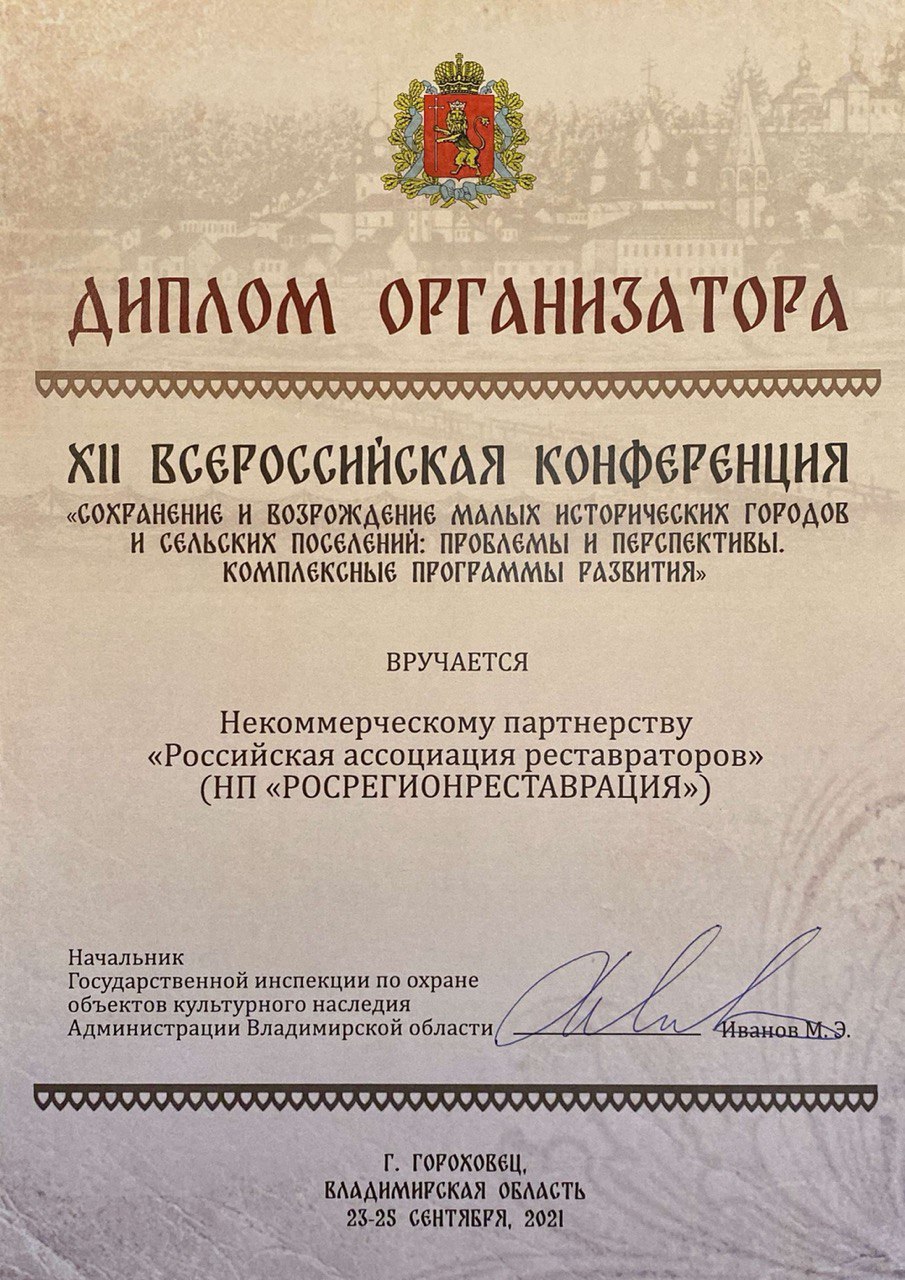 ДИПЛОМ ОРГАНИЗАТОРА
XII ВСЕРОССИЙСКАЯ КОНФЕРЕНЦИЯ
«СОХРАНЕНИЕ И ВОЗРОЖДЕНИЕ МАЛЫХ ИСТОРИЧЕСКИХ ГОРОДОВ
И СЕЛЬСКИХ ПОСЕЛЕНИЙ: ПРОБЛЕМЫ И ПЕРСПЕКТИВЫ.
КОМПЛЕКСНЫЕ ПРОГРАММЫ РАЗВИТИЯ»
ВРУЧАЕТСЯ
Некоммерческому партнерству
«Российская ассоциация реставраторов»
(НП «РОСРЕГИОНРЕСТАВРАЦИЯ»)
Начальник
Государственной инспекции по охране
объектов культурного наследия
Администрации Владимирской области Иванов М. Э.
Г. ГОРОХОВЕЦ,
ВЛАДИМИРСКАЯ ОБЛАСТЬ
23-25 СЕНТЯБРЯ, 2021